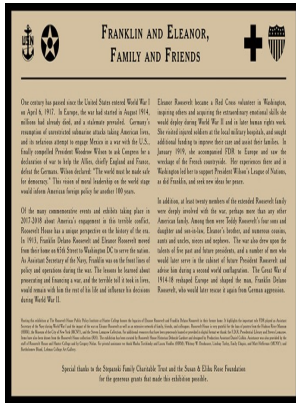 FRANKLIN AND ELEANOR,
FAMILY AND FRIENDS
One century has passed since the United States entered World War I
on April 6, 1917. In Europe, the war had started in August 1914,
millions had already died, and a stalemate prevailed. Germany's
resumption of unrestricted submarine attacks taking American lives,
and its nefarious attempt to engage Mexico in a war with the U.S.,
finally compelled President Woodrow Wilson to ask Congress for a
declaration of war to help the Allies, chiefly England and France,
defeat the Germans. Wilson declared: "The world must be made safe
for democracy." This vision of moral leadership on the world stage
would inform American foreign policy for another 100 years.
Of the many commemorative events and exhibits taking place in
2017-2018 about America's engagement in this terrible conflict,
Roosevelt House has a unique perspective on the history of the era.
In 1913, Franklin Delano Roosevelt and Eleanor Roosevelt moved
from their home on 65th Street to Washington DC to serve the nation.
As Assistant Secretary of the Navy, Franklin was on the front lines of
policy and operations during the war. The lessons he learned about
prosecuting and financing a war, and the terrible toll it took in lives,
would remain with him the rest of his life and influence his decisions
during World War II.
Eleanor Roosevelt became a Red Cross volunteer in Washington,
inspiring others and acquiring the extraordinary emotional skills she
would deploy during World War II and in later human rights work.
She visited injured soldiers at the local military hospitals, and sought
additional funding to improve their care and assist their families. In
January 1919, she accompanied FDR to Europe and saw the
wreckage of the French countryside. Her experiences there and in
Washington led her to support President Wilson's League of Nations,
as did Franklin, and seek new ideas for peace.
In addition, at least twenty members of the extended Roosevelt family
were deeply involved with the war, perhaps more than any other
American family. Among them were Teddy Roosevelt's four sons and
daughter and son-in-law, Eleanor's brother, and numerous cousins,
aunts and uncles, nieces and nephews. The war also drew upon the
talents of five past and future presidents, and a number of men who
would later serve in the cabinet of future President Roosevelt and
advise him during a second world conflagration. The Great War of
1914-18 reshaped Europe and shaped the man, Franklin Delano
Roosevelt, who would later rescue it again from German aggression.
Special thanks to the Stepanski Family Charitable Trust and the Susan & Elihu Rose Foundation
for the generous grants that made this exhibition possible.